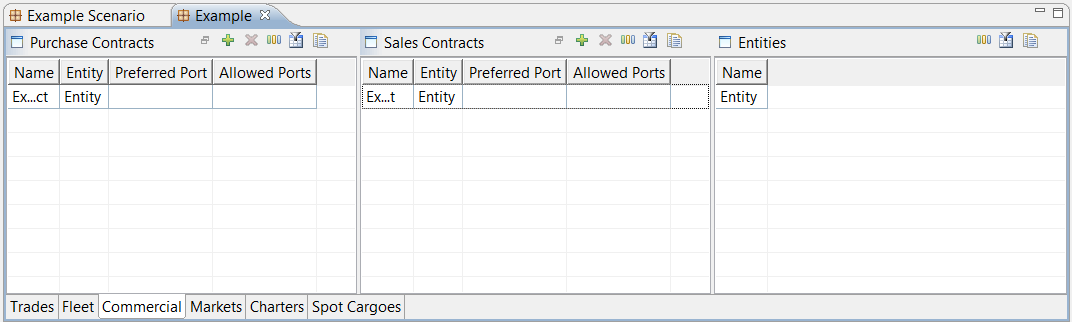 Example Scenario Example
Purchase Contracts Sales Contracts Entities
Name Entity Preferred Port Allowed Ports Name Entity Preferred Port Allowed Ports Name
Ex...ct Entity Ex...t Entity Entity
Trades Fleet Commercial Markets Charters Spot Cargoes